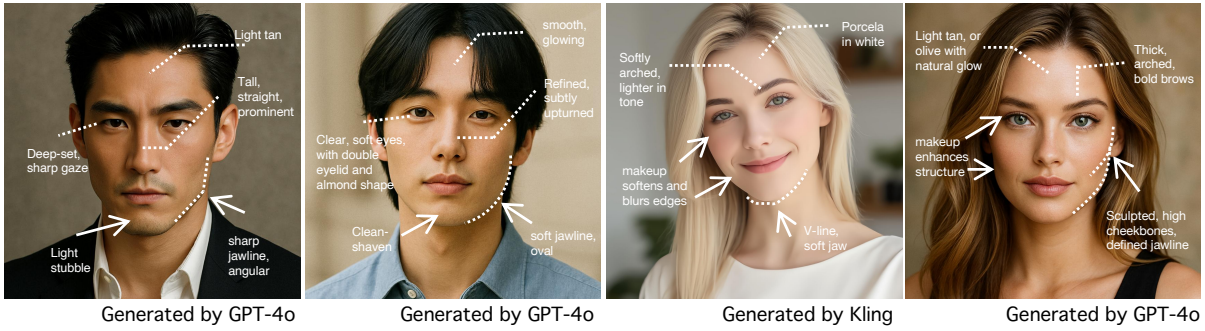 Light tan
Tall,
straight,
prominent
Deep-set,
sharp gaze
Light
stubble
sharp
jawline,
angular
Generated by GPT-4o
smooth,
glowing
Refined,
subtly
upturned
Clear, soft eyes,
with double
eyelid and
almond shape
Clean-
shaven
soft jawline,
oval
Generated by GPT-4o
Porcela
in white
Softly
arched,
lighter in
tone
makeup
softens and
blurs edges
V-line,
soft jaw
Generated by Kling
Light tan, or
olive with
natural glow
Thick,
arched,
bold brows
makeup
enhances
structure
Sculpted, high
cheekbones,
defined jawline
Generated by GPT-4o